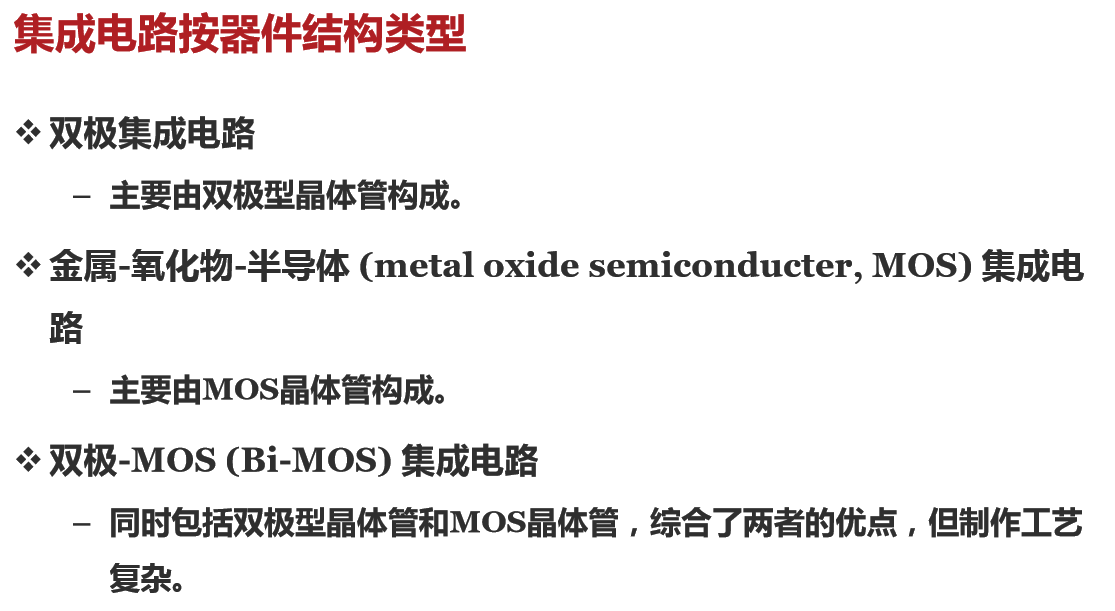 集成电路按器件结构类型
❖ 双极集成电路
– 主要由双极型晶体管构成。
❖ 金属-氧化物-半导体 (metal oxide semiconducter, MOS) 集成电
路
– 主要由MOS晶体管构成。
❖ 双极-MOS (Bi-MOS) 集成电路
– 同时包括双极型晶体管和MOS晶体管，综合了两者的优点，但制作工艺
复杂。